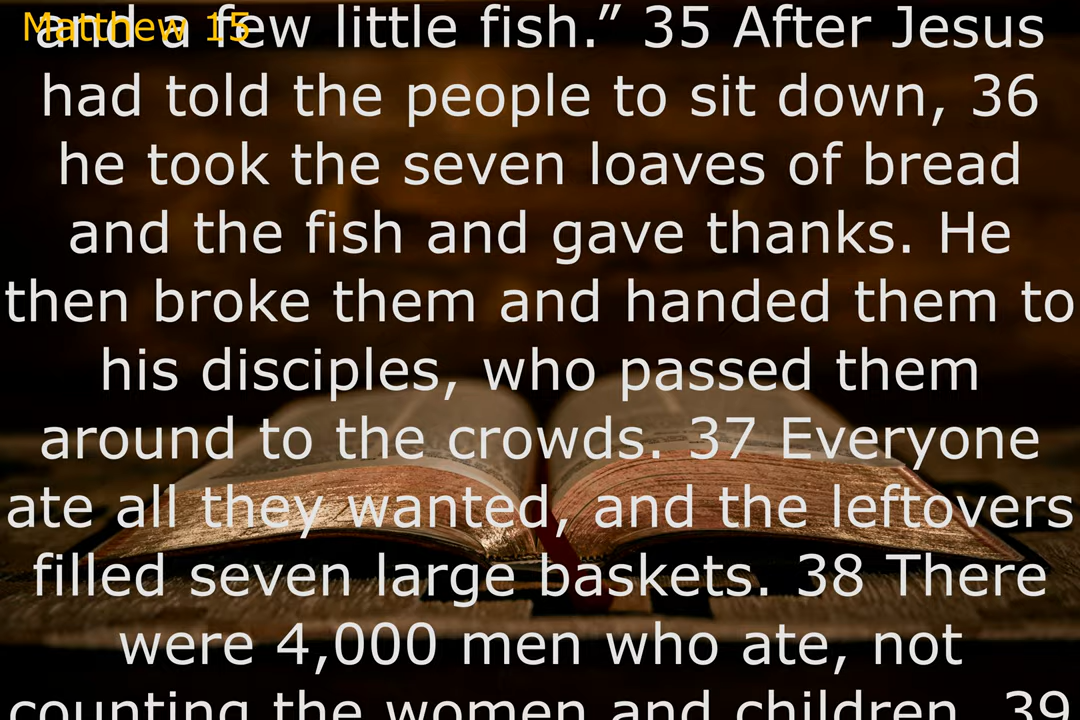 Matthew 15
and a few little fish.” 35 After Jesus
had told the people to sit down, 36
he took the seven loaves of bread
and the fish and gave thanks. He
then broke them and handed them to
his disciples, who passed them
around to the crowds. 37 Everyone
ate all they wanted, and the leftovers
filled seven large baskets. 38 There
were 4,000 men who ate, not
counting the women and children. 39